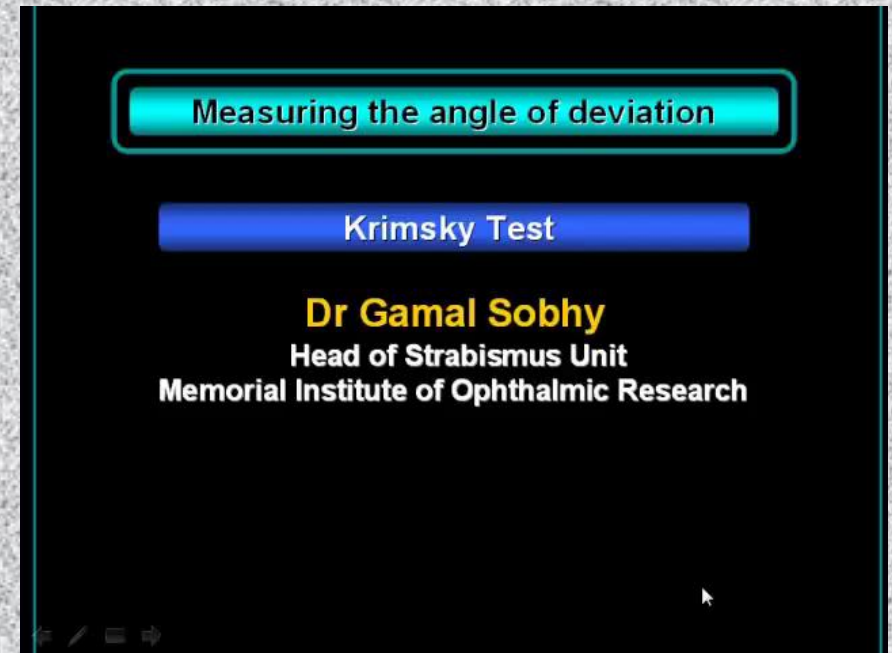 Measuring the angle of deviation
Krimsky Test
Dr Gamal Sobhy
Head of Strabismus Unit
Memorial Institute of Ophthalmic Research